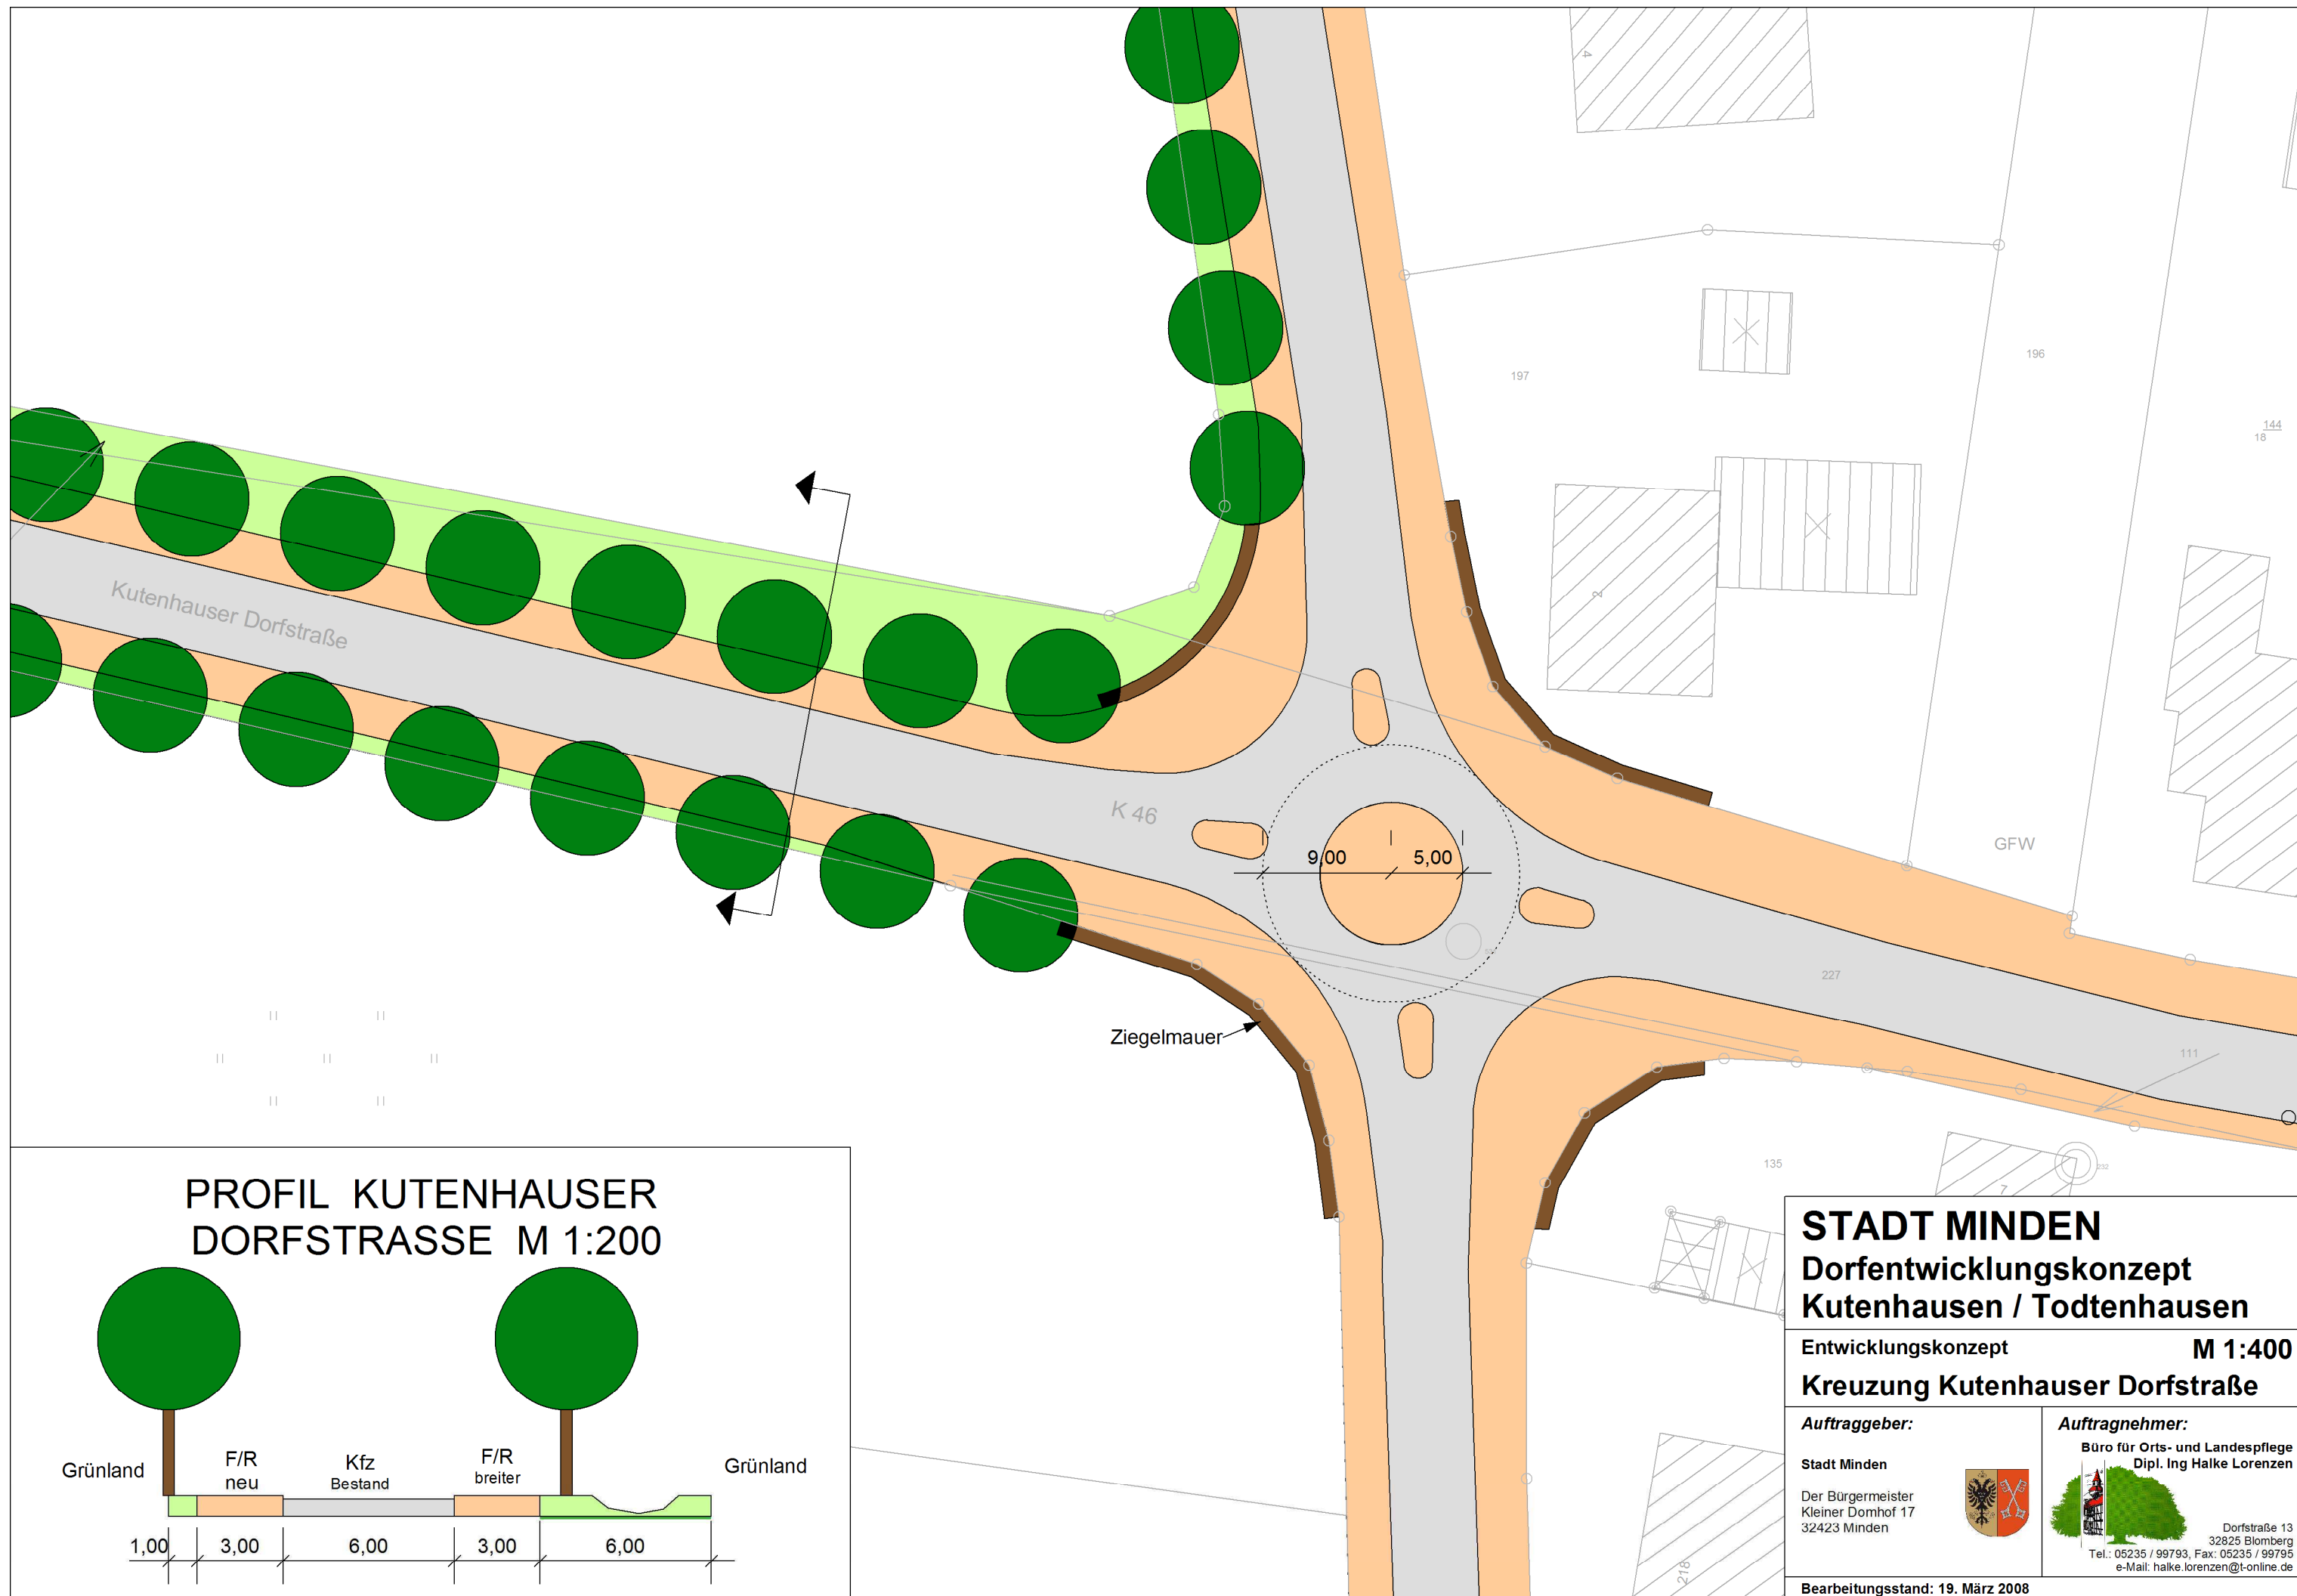 4
197
196
144
18
2
Kutenhauser Dorfstraße
K 46
9,00
5,00
GFW
227
111
Ziegelmauer
135
232
7
218
PROFIL KUTENHAUSER
DORFSTRASSE M 1:200
Grünland
F/R
neu
Kfz
Bestand
F/R
breiter
Grünland
1,00
3,00
6,00
3,00
6,00
STADT MINDEN
Dorfentwicklungskonzept
Kutenhausen / Todtenhausen
Entwicklungskonzept M 1:400
Kreuzung Kutenhauser Dorfstraße
Auftraggeber:
Stadt Minden
Der Bürgermeister
Kleiner Domhof 17
32423 Minden
Auftragnehmer:
Büro für Orts- und Landespflege
Dipl. Ing Halke Lorenzen
Dorfstraße 13
32825 Blomberg
Tel.: 05235 / 99793, Fax: 05235 / 99795
e-Mail: halke.lorenzen@t-online.de
Bearbeitungsstand: 19. März 2008